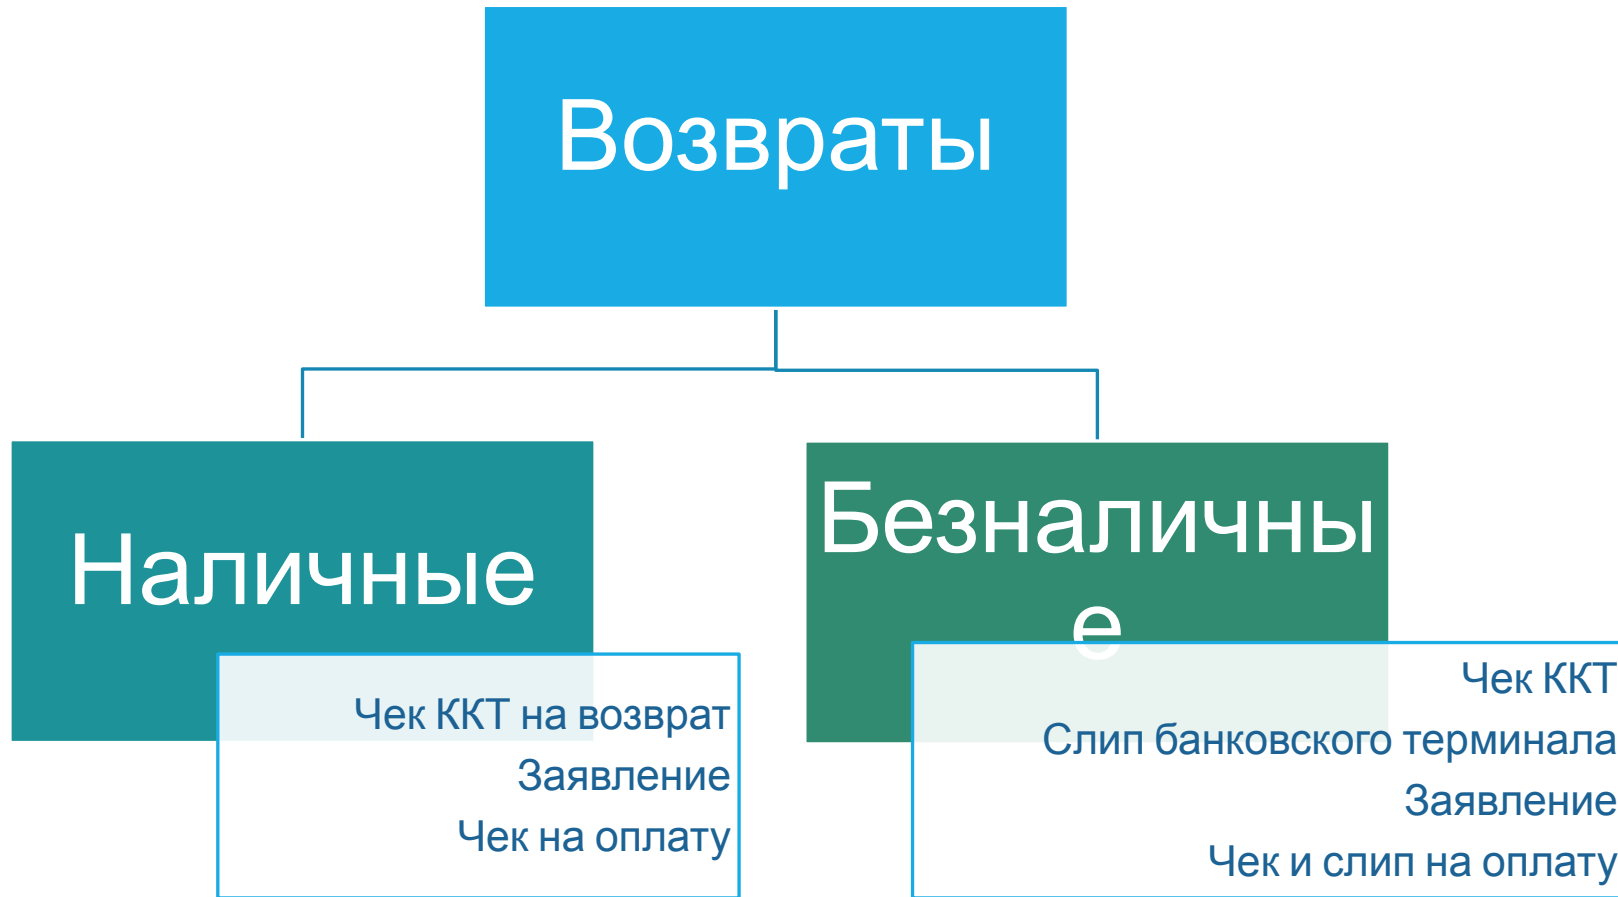 Возвраты
Наличные
Чек ККТ на возврат
Заявление
Чек на оплату
Безналичны
е
Чек ККТ
Слип банковского терминала
Заявление
Чек и слип на оплату